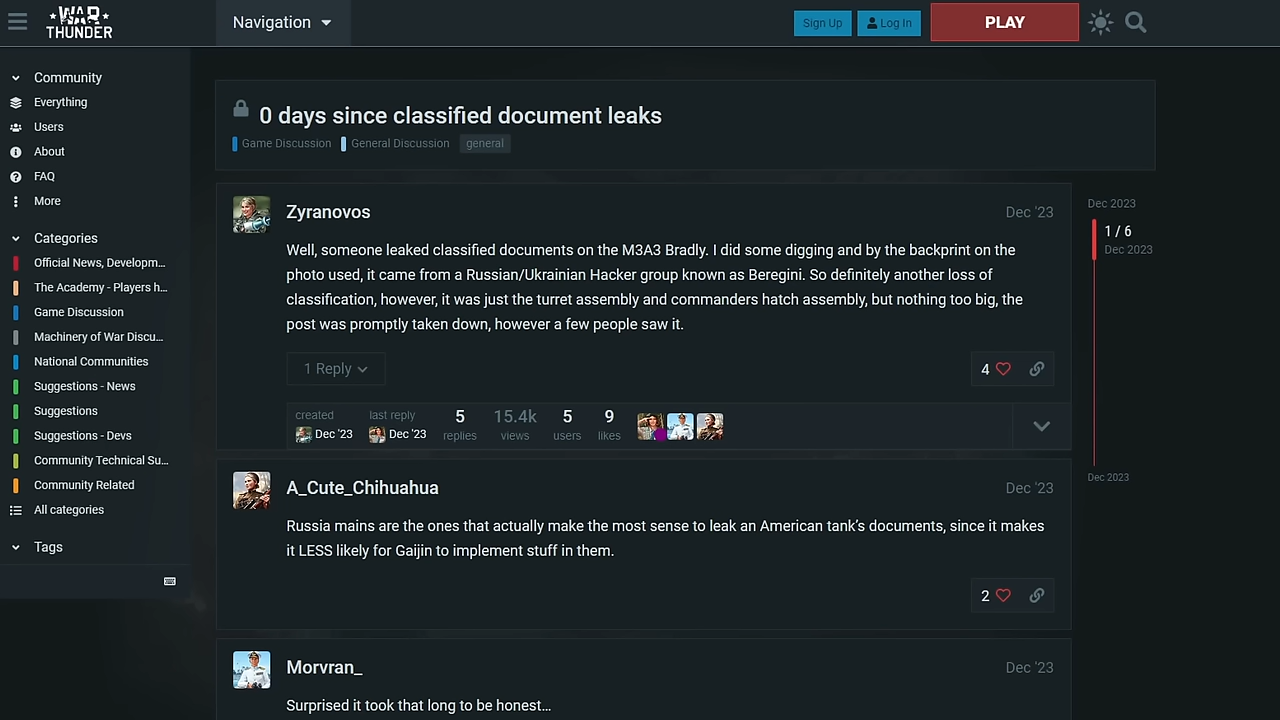 WAR
THUNDER
Navigation
Sign Up
Log In
PLAY
Community
Everything
Users
About
FAQ
More
Categories
Official News, Developm...
The Academy - Players h...
Game Discussion
Machinery of War Discu...
National Communities
Suggestions - News
Suggestions
Suggestions - Devs
Community Technical Su...
Community Related
All categories
Tags
0 days since classified document leaks
Game Discussion General Discussion general
Zyranovos Dec '23
Well, someone leaked classified documents on the M3A3 Bradly. I did some digging and by the backprint on the
photo used, it came from a Russian/Ukrainian Hacker group known as Beregini. So definitely another loss of
classification, however, it was just the turret assembly and commanders hatch assembly, but nothing too big, the
post was promptly taken down, however a few people saw it.
1 Reply
4
created last reply 5 15.4k 5 9
Dec '23 Dec '23 replies views users likes
A_Cute_Chihuahua Dec '23
Russia mains are the ones that actually make the most sense to leak an American tank's documents, since it makes
it LESS likely for Gaijin to implement stuff in them.
2
Morvran_ Dec '23
Surprised it took that long to be honest...
Dec 2023
1 / 6
Dec 2023
Dec 2023